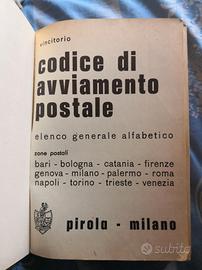 vincitorio
codice di
avviamento
postale
elenco generale alfabetico
zone postali
bari - bologna - catania - firenze
genova - milano - palermo - roma
napoli - torino - trieste - venezia
pirola - milano
subito